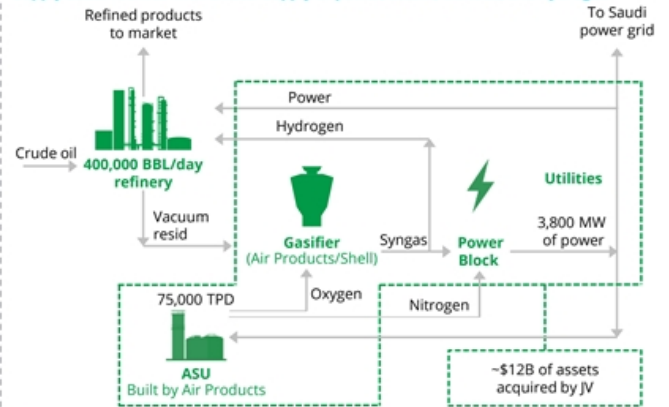 Refined products
to market
To Saudi
power grid
Power
Hydrogen
Crude oil
400,000 BBL/day
refinery
Utilities
Vacuum
resid
3,800 MW
of power
Gasifier
(Air Products/Shell)
Syngas
Power
Block
75,000 TPD
Oxygen
Nitrogen
ASU
Built by Air Products
~$12B of assets
acquired by JV